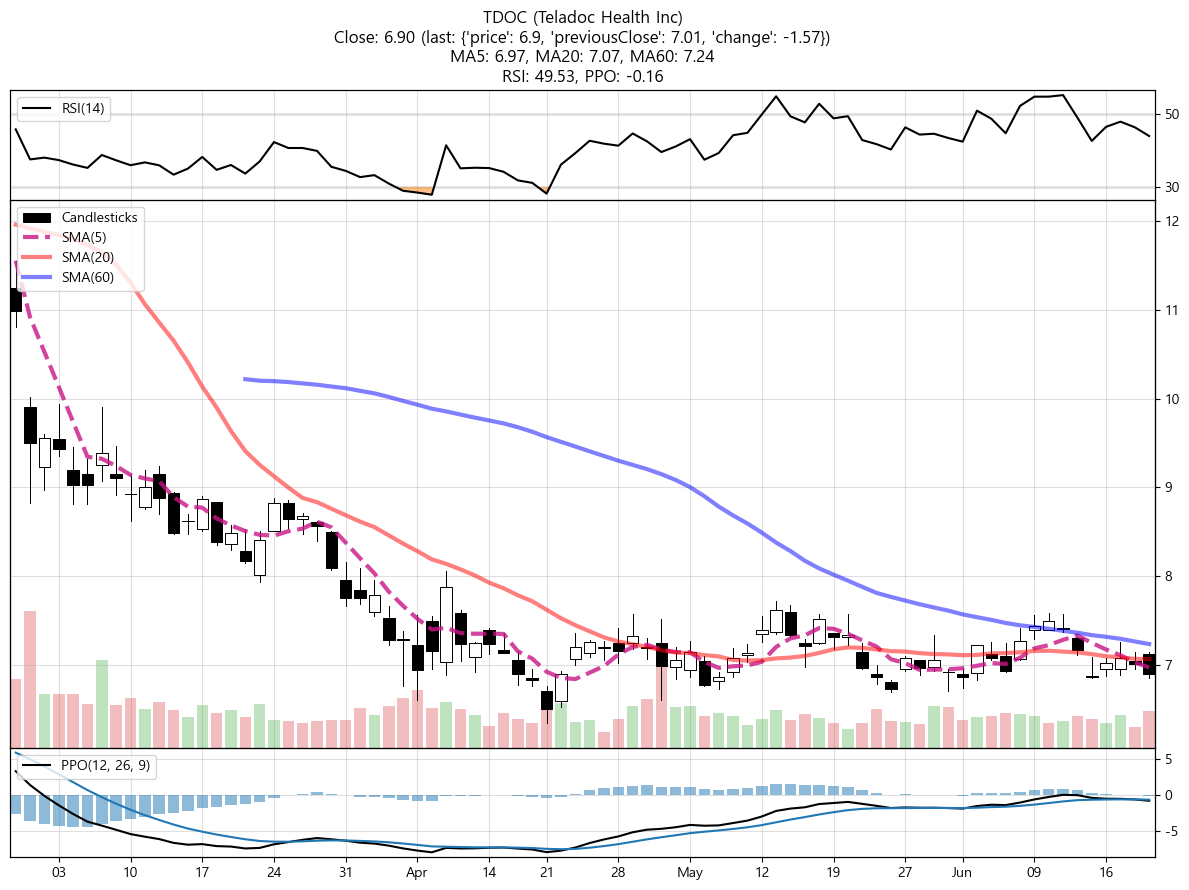 TDOC (Teladoc Health Inc)
Close: 6.90 (last: {'price': 6.9, 'previousClose': 7.01, 'change': -1.57})
MA5: 6.97, MA20: 7.07, MA60: 7.24
RSI: 49.53, PPO: -0.16
RSI(14)
50
30
Candlesticks
SMA(5)
SMA(20)
SMA(60)
12
11
10
9
8
7
PPO(12, 26, 9)
5
0
-5
03 10 17 24 31 Apr 14 21 28 May 12 19 27 Jun 09 16